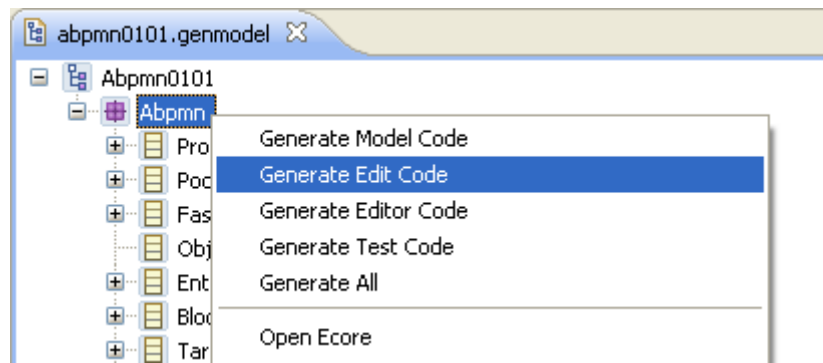 abpmn0101.genmodel
Abpmn0101
Abpmn
Generate Model Code
Pro
Generate Edit Code
Poo
Generate Editor Code
Fas
Generate Test Code
Obj
Generate All
Ent
Bloc
Open Ecore
Tar